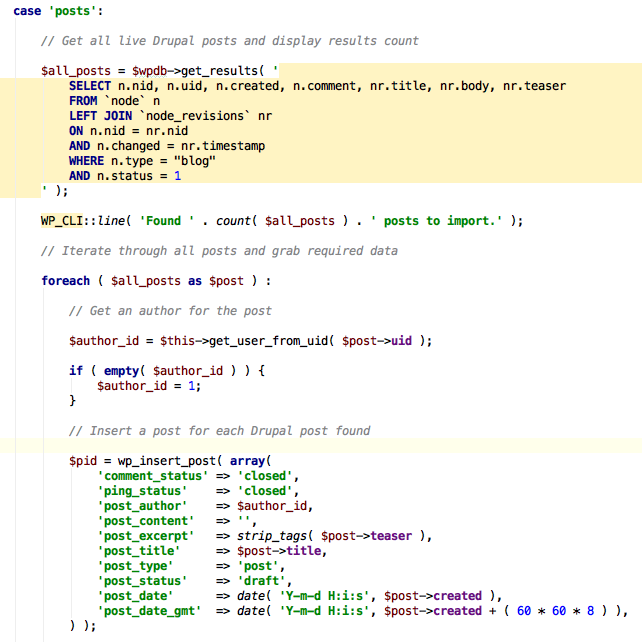 case 'posts':
// Get all live Drupal posts and display results count
$all_posts = $wpdb->get_results( '
SELECT n.nid, n.uid, n.created, n.comment, nr.title, nr.body, nr.teaser
FROM `node` n
LEFT JOIN `node_revisions` nr
ON n.nid = nr.nid
AND n.changed = nr.timestamp
WHERE n.type = "blog"
AND n.status = 1
' );
WP_CLI::line( 'Found ' . count( $all_posts ) . ' posts to import.' );
// Iterate through all posts and grab required data
foreach ( $all_posts as $post ) :
// Get an author for the post
$author_id = $this->get_user_from_uid( $post->uid );
if ( empty( $author_id ) ) {
$author_id = 1;
}
// Insert a post for each Drupal post found
$pid = wp_insert_post( array(
'comment_status' => 'closed',
'ping_status' => 'closed',
'post_author' => $author_id,
'post_content' => '',
'post_excerpt' => strip_tags( $post->teaser ),
'post_title' => $post->title,
'post_type' => 'post',
'post_status' => 'draft',
'post_date' => date( 'Y-m-d H:i:s', $post->created ),
'post_date_gmt' => date( 'Y-m-d H:i:s', $post->created + ( 60 * 60 * 8 ) ),
) );